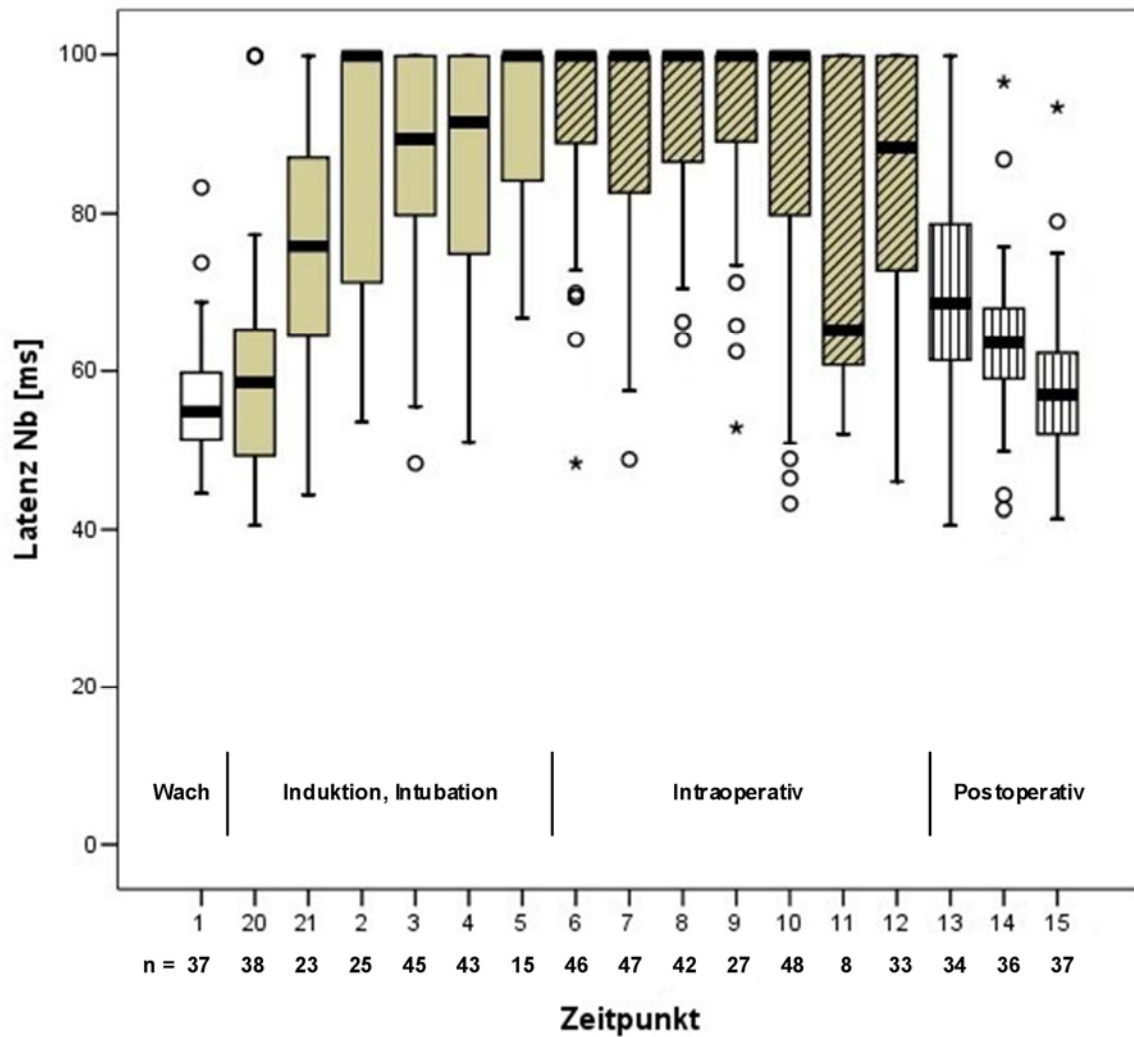 100
80
60
40
20
0
Latenz Nb [ms]
Wach Induktion, Intubation Intraoperativ Postoperativ
1 20 21 2 3 4 5 6 7 8 9 10 11 12 13 14 15
n = 37 38 23 25 45 43 15 46 47 42 27 48 8 33 34 36 37
Zeitpunkt